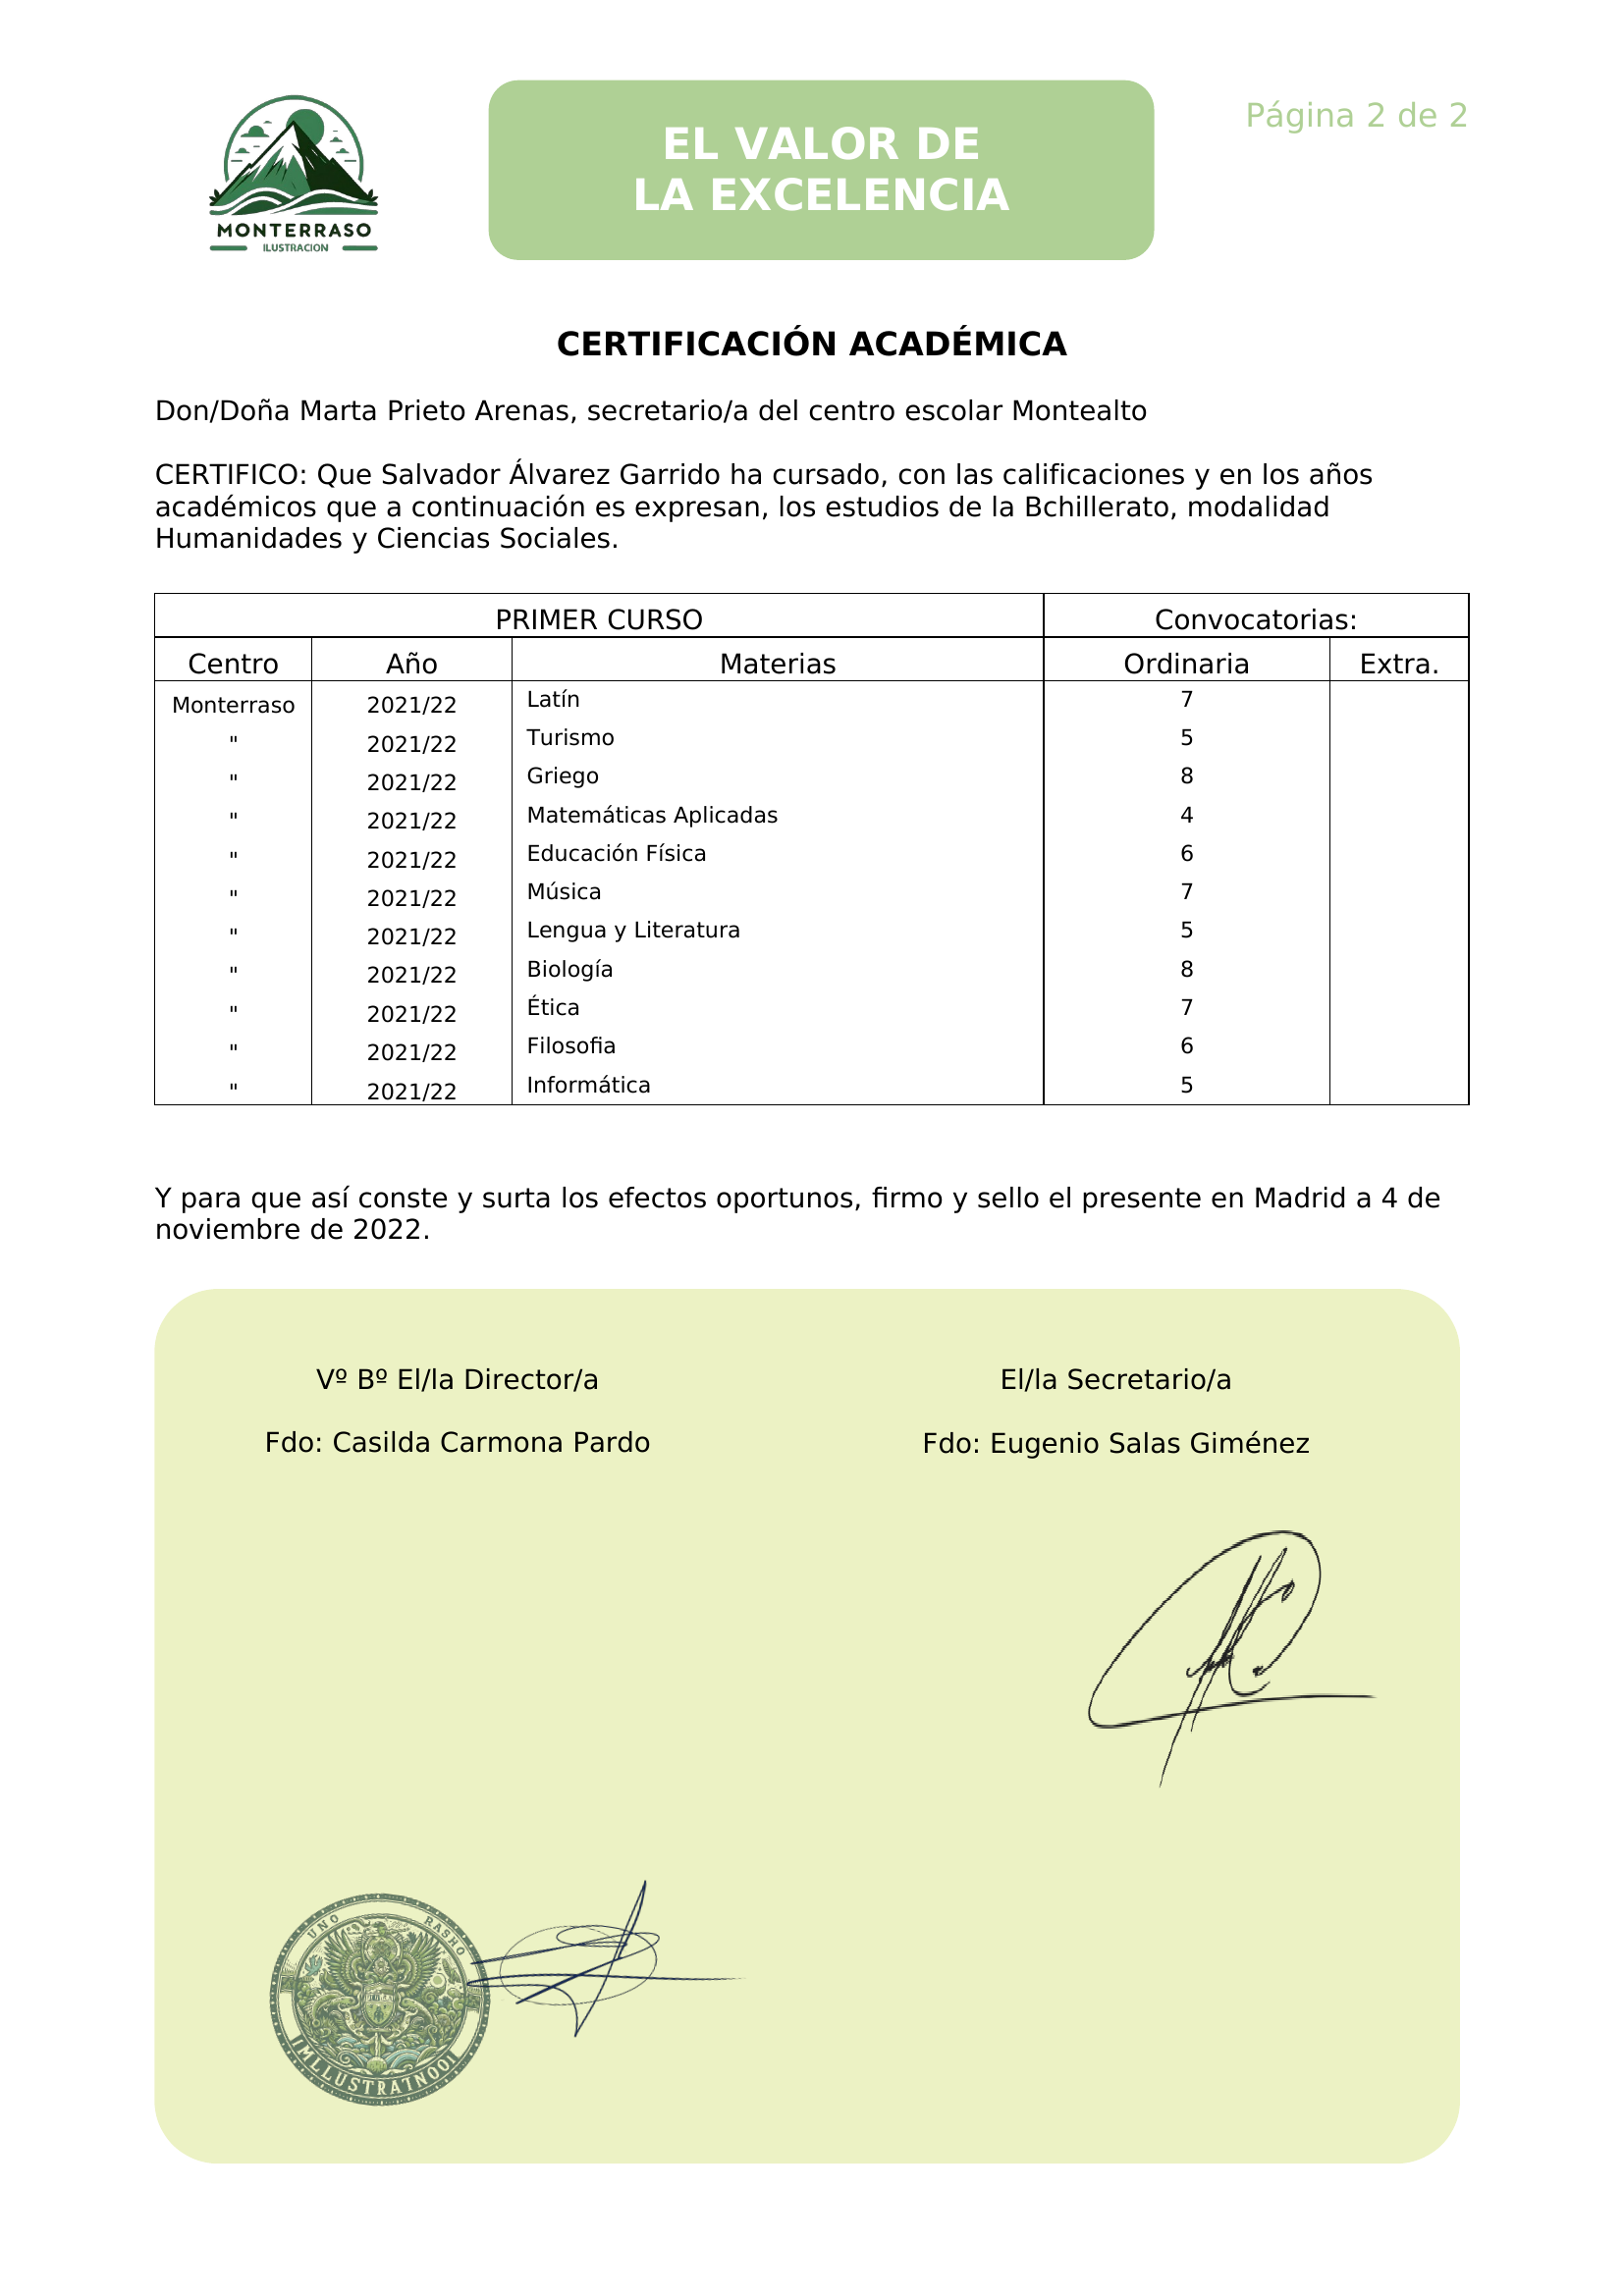 MONTERRASO
ILUSTRACION
EL VALOR DE
LA EXCELENCIA
Página 2 de 2
CERTIFICACIÓN ACADÉMICA
Don/Doña Marta Prieto Arenas, secretario/a del centro escolar Montealto
CERTIFICO: Que Salvador Álvarez Garrido ha cursado, con las calificaciones y en los años
académicos que a continuación es expresan, los estudios de la Bchillerato, modalidad
Humanidades y Ciencias Sociales.
PRIMER CURSO Convocatorias:
Centro Año Materias Ordinaria Extra.
Monterraso 2021/22 Latín 7
" 2021/22 Turismo 5
" 2021/22 Griego 8
" 2021/22 Matemáticas Aplicadas 4
" 2021/22 Educación Física 6
" 2021/22 Música 7
" 2021/22 Lengua y Literatura 5
" 2021/22 Biología 8
" 2021/22 Ética 7
" 2021/22 Filosofia 6
" 2021/22 Informática 5
Y para que así conste y surta los efectos oportunos, firmo y sello el presente en Madrid a 4 de
noviembre de 2022.
Vº Bº El/la Director/a El/la Secretario/a
Fdo: Casilda Carmona Pardo Fdo: Eugenio Salas Giménez
UNO RASHO